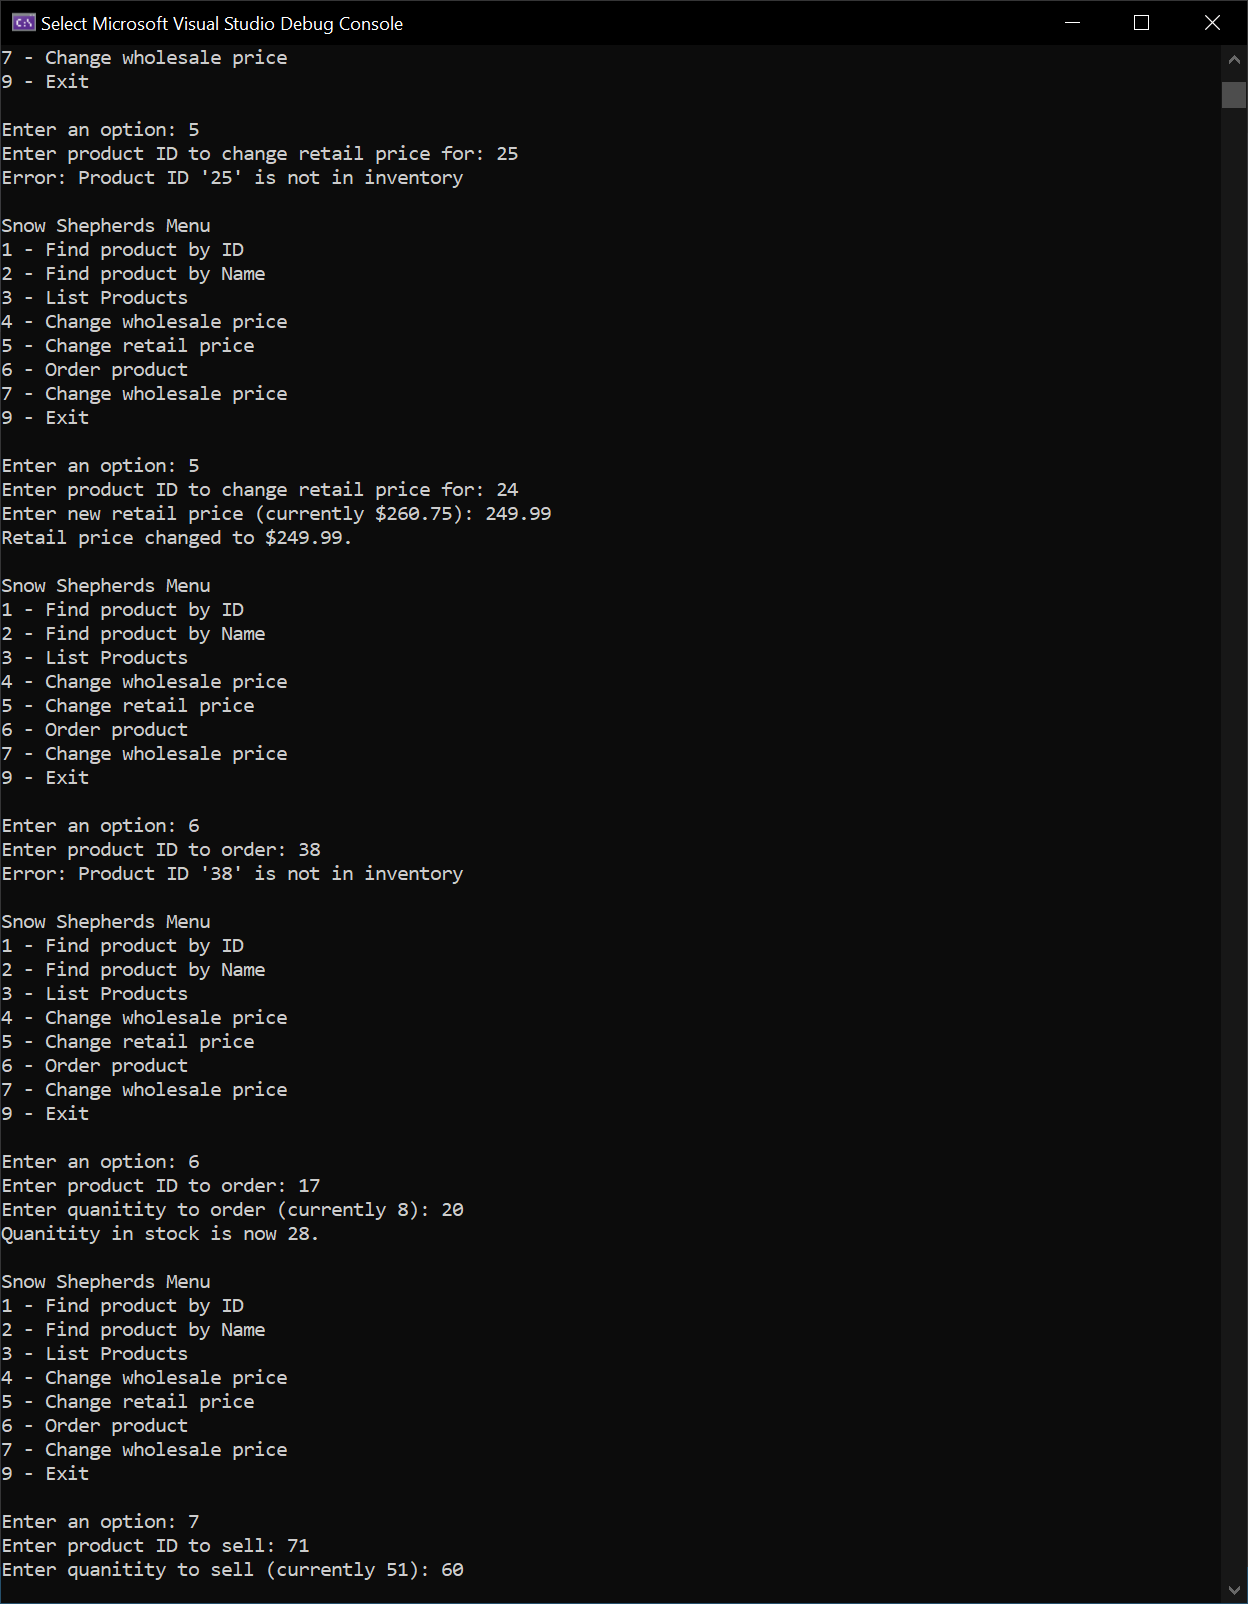 Select Microsoft Visual Studio Debug Console
7 - Change wholesale price
9 - Exit
Enter an option: 5
Enter product ID to change retail price for: 25
Error: Product ID '25' is not in inventory
Snow Shepherds Menu
1 - Find product by ID
2 - Find product by Name
3 - List Products
4 - Change wholesale price
5 - Change retail price
6 - Order product
7 - Change wholesale price
9 - Exit
Enter an option: 5
Enter product ID to change retail price for: 24
Enter new retail price (currently $260.75): 249.99
Retail price changed to $249.99.
Snow Shepherds Menu
1 - Find product by ID
2 - Find product by Name
3 - List Products
4 - Change wholesale price
5 - Change retail price
6 - Order product
7 - Change wholesale price
9 - Exit
Enter an option: 6
Enter product ID to order: 38
Error: Product ID '38' is not in inventory
Snow Shepherds Menu
1 - Find product by ID
2 - Find product by Name
3 - List Products
4 - Change wholesale price
5 - Change retail price
6 - Order product
7 - Change wholesale price
9 - Exit
Enter an option: 6
Enter product ID to order: 17
Enter quanitity to order (currently 8): 20
Quanitity in stock is now 28.
Snow Shepherds Menu
1 - Find product by ID
2 - Find product by Name
3 - List Products
4 - Change wholesale price
5 - Change retail price
6 - Order product
7 - Change wholesale price
9 - Exit
Enter an option: 7
Enter product ID to sell: 71
Enter quanitity to sell (currently 51): 60